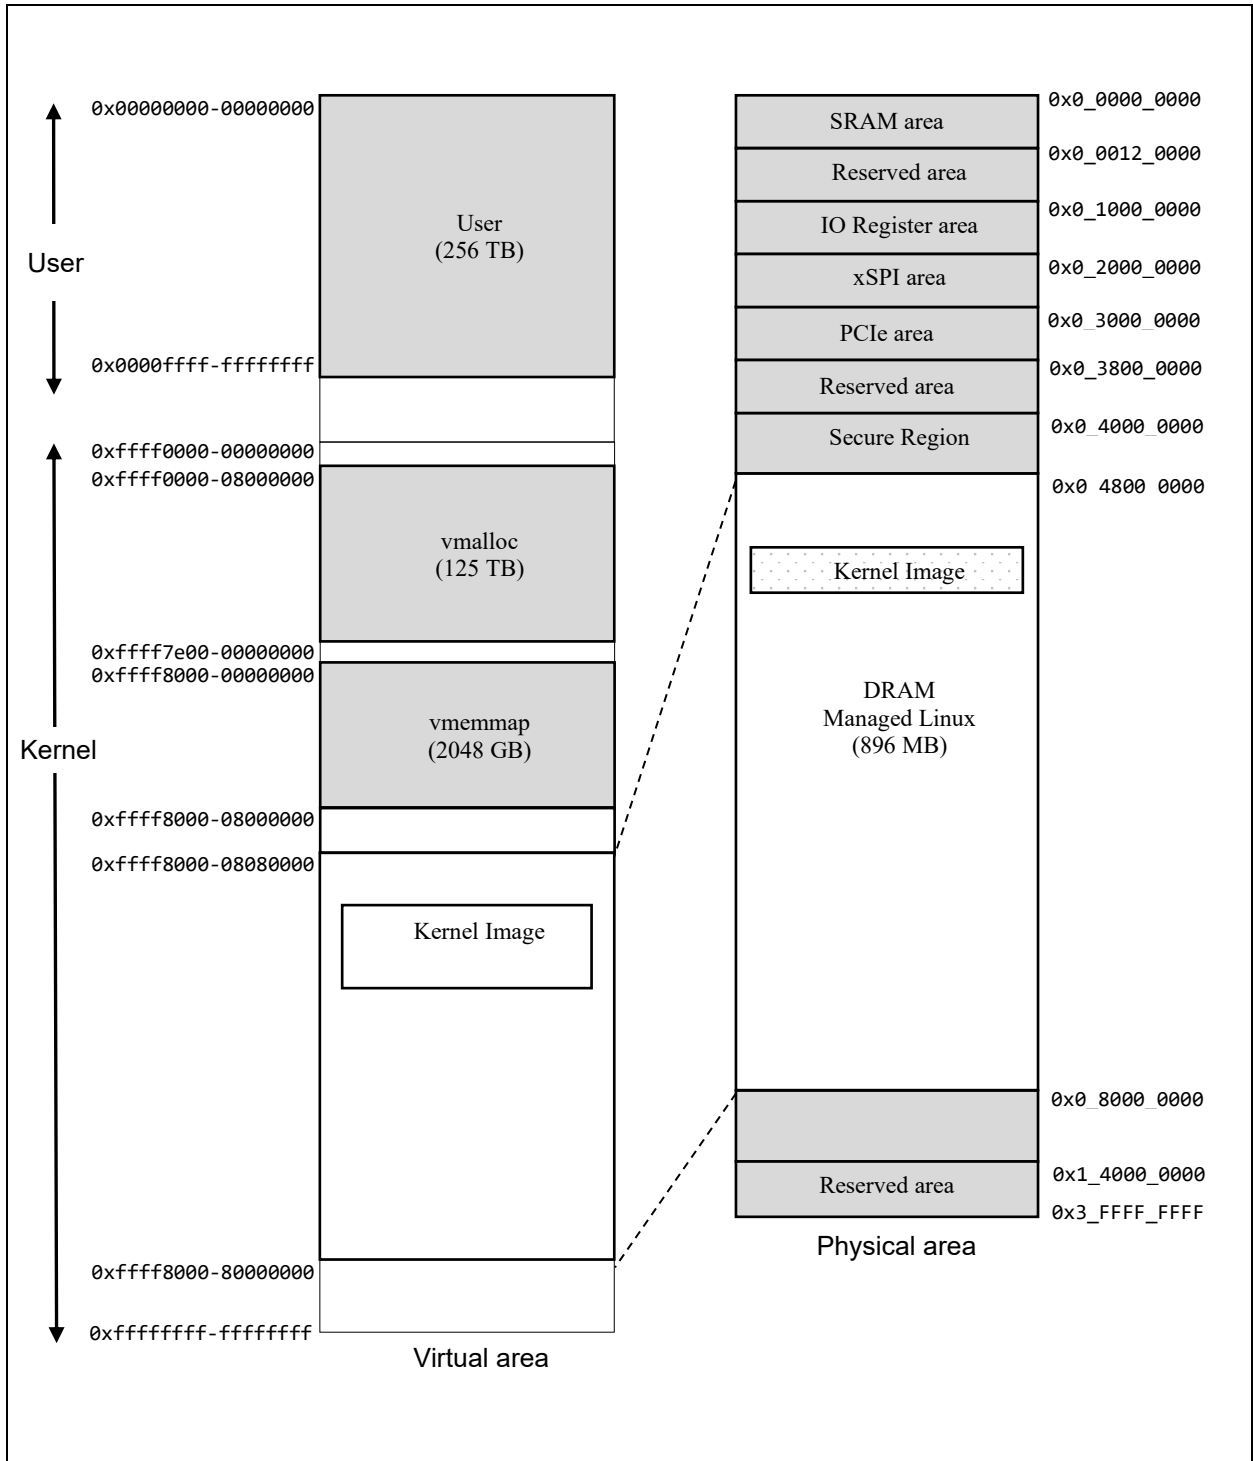 User
Kernel
0x00000000-00000000
User
(256 TB)
0x0000ffff-ffffffff
0xffff0000-00000000
0xffff0000-08000000
vmalloc
(125 TB)
0xffff7e00-00000000
0xffff8000-00000000
vmemmap
(2048 GB)
0xffff8000-08000000
0xffff8000-08080000
Kernel Image
0xffff8000-80000000
0xffffffff-ffffffff
Virtual area
SRAM area
0x0_0000_0000
Reserved area
0x0_0012_0000
IO Register area
0x0_1000_0000
xSPI area
0x0_2000_0000
PCIe area
0x0_3000_0000
Reserved area
0x0_3800_0000
Secure Region
0x0_4000_0000
0x0 4800 0000
Kernel Image
DRAM
Managed Linux
(896 MB)
0x0_8000_0000
Reserved area
0x1_4000_0000
0x3_FFFF_FFFF
Physical area